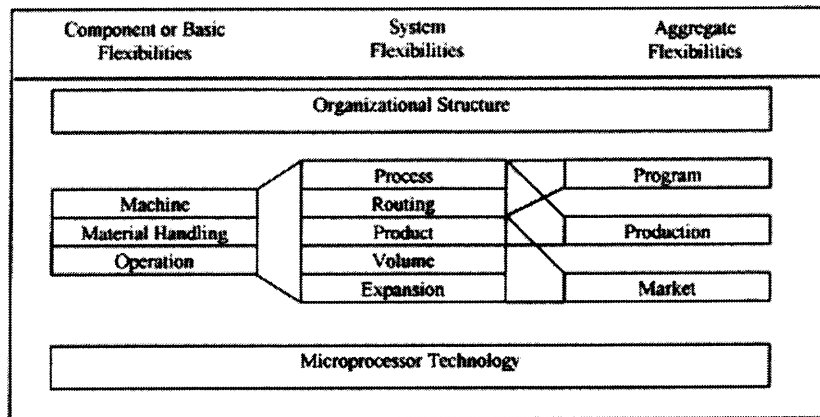 Component or Basic
Flexibilities
System
Flexibilities
Aggregate
Flexibilities
Organizational Structure
Machine
Material Handling
Operation
Process
Routing
Product
Volume
Expansion
Program
Production
Market
Microprocessor Technology